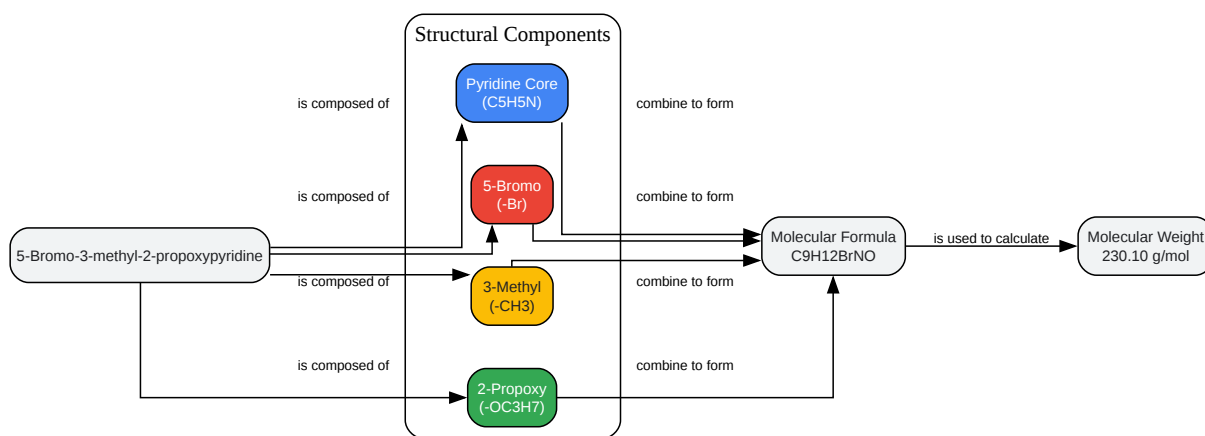 Structural Components
Pyridine Core
(C5H5N)
is composed of
combine to form
5-Bromo
(-Br)
is composed of
combine to form
5-Bromo-3-methyl-2-propoxypyridine
Molecular Formula
C9H12BrNO
is used to calculate
Molecular Weight
230.10 g/mol
is composed of
3-Methyl
(-CH3)
combine to form
is composed of
combine to form
2-Propoxy
(-OC3H7)